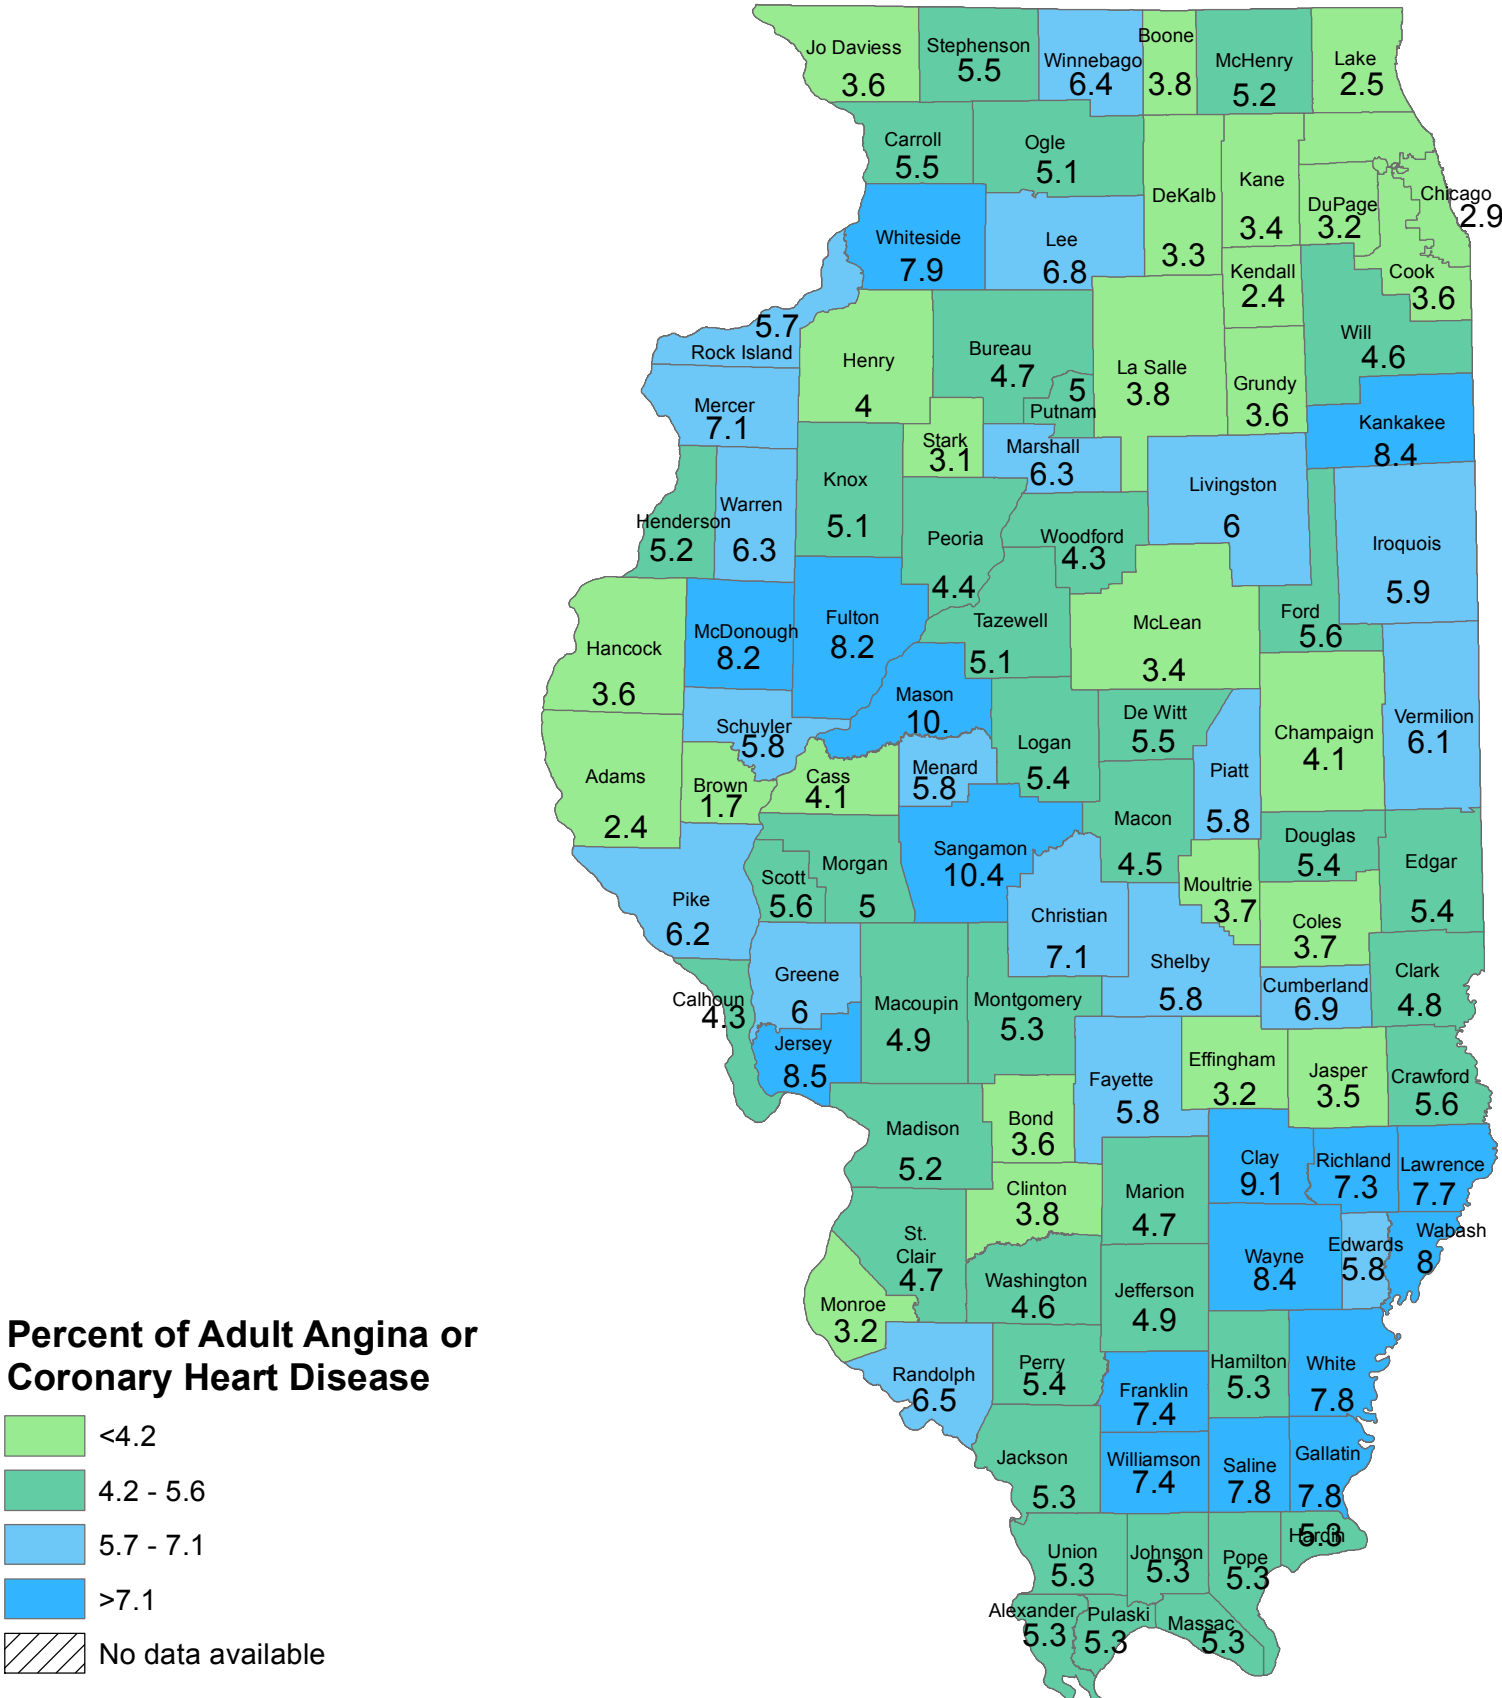 Jo Daviess
3.6
Stephenson
5.5
Winnebago
6.4
Boone
3.8
McHenry
5.2
Lake
2.5
Carroll
5.5
Ogle
5.1
DeKalb
3.3
Kane
3.4
DuPage
3.2
Chicago
2.9
Whiteside
7.9
Lee
6.8
Kendall
2.4
Cook
3.6
5.7
Rock Island
Henry
4
Bureau
4.7
5
Putnam
La Salle
3.8
Grundy
3.6
Will
4.6
Mercer
7.1
Stark
3.1
Marshall
6.3
Kankakee
8.4
Henderson
5.2
Warren
6.3
Knox
5.1
Peoria
4.4
Woodford
4.3
Livingston
6
Iroquois
5.9
Hancock
3.6
McDonough
8.2
Fulton
8.2
Tazewell
5.1
McLean
3.4
Ford
5.6
Schuyler
5.8
Mason
10.
Logan
5.4
De Witt
5.5
Piatt
5.8
Champaign
4.1
Vermilion
6.1
Adams
2.4
Brown
1.7
Cass
4.1
Menard
5.8
Macon
4.5
Douglas
5.4
Edgar
5.4
Pike
6.2
Scott
5.6
Morgan
5
Sangamon
10.4
Christian
7.1
Moultrie
3.7
Coles
3.7
Shelby
5.8
Cumberland
6.9
Clark
4.8
Calhoun
4.3
Greene
6
Jersey
8.5
Macoupin
4.9
Montgomery
5.3
Fayette
5.8
Effingham
3.2
Jasper
3.5
Crawford
5.6
Madison
5.2
Bond
3.6
Clay
9.1
Richland
7.3
Lawrence
7.7
Clinton
3.8
Marion
4.7
St.
Clair
4.7
Wayne
8.4
Edwards
5.8
Wabash
8
Monroe
3.2
Washington
4.6
Jefferson
4.9
Randolph
6.5
Perry
5.4
Franklin
7.4
Hamilton
5.3
White
7.8
Jackson
5.3
Williamson
7.4
Saline
7.8
Gallatin
7.8
Union
5.3
Johnson
5.3
Pope
5.3
Hardin
5.3
Alexander
5.3
Pulaski
5.3
Massac
5.3
Percent of Adult Angina or
Coronary Heart Disease
<4.2
4.2 - 5.6
5.7 - 7.1
>7.1
No data available